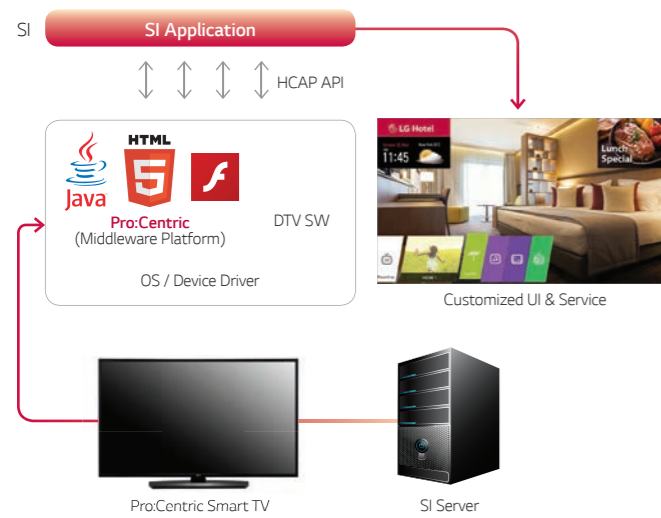 SI
SI Application
HCAP API
Java
HTML
5
Pro:Centric
(Middleware Platform)
DTV SW
OS / Device Driver
LG Hotel
11:45
Lunch
Special
Customized UI & Service
Pro:Centric Smart TV
SI Server